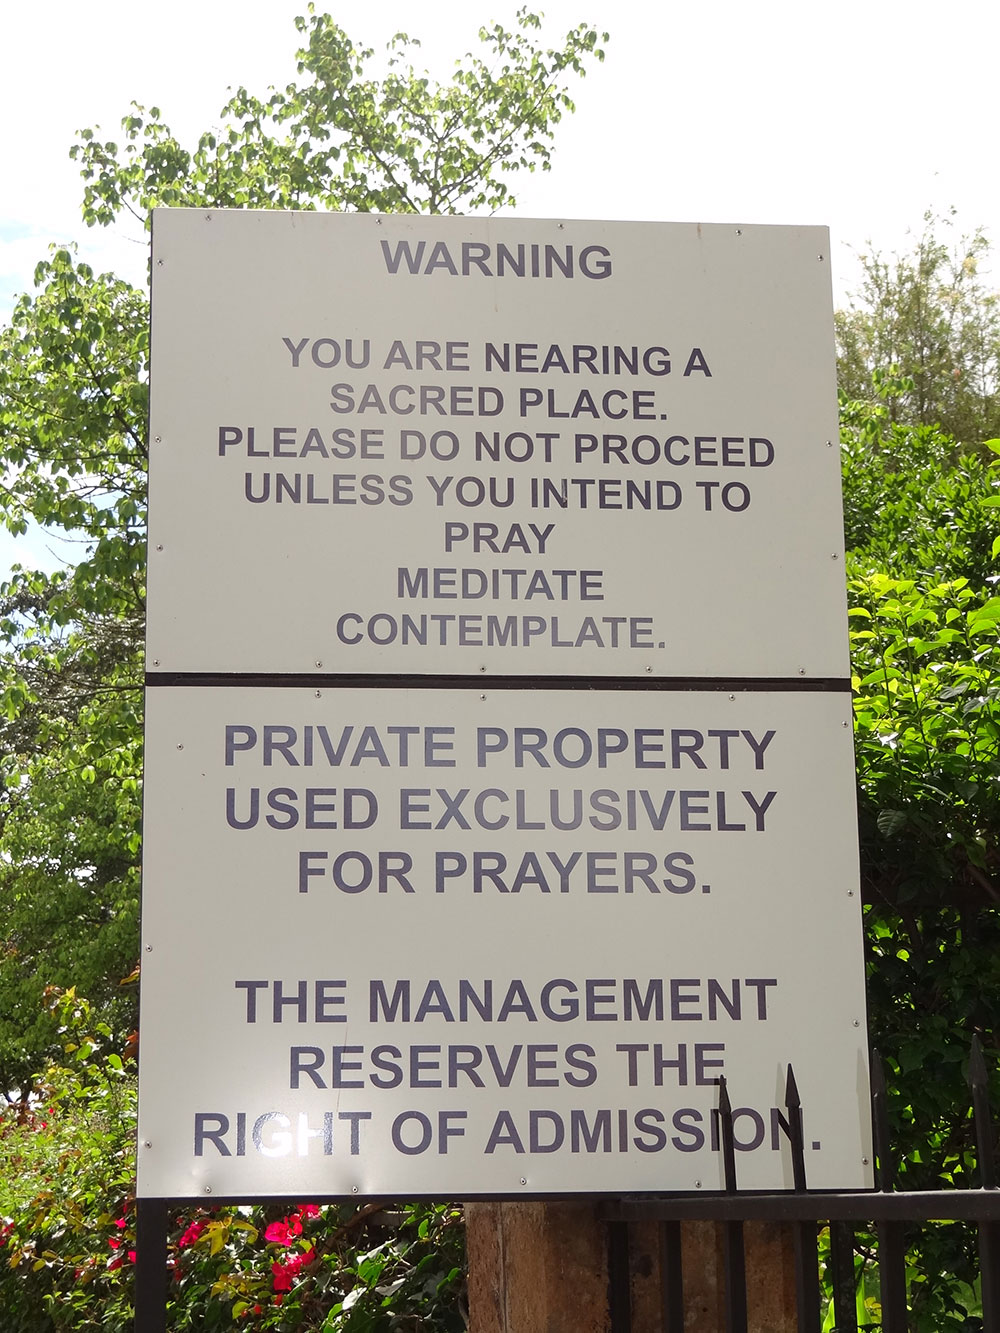 WARNING
YOU ARE NEARING A
SACRED PLACE.
PLEASE DO NOT PROCEED
UNLESS YOU INTEND TO
PRAY
MEDITATE
CONTEMPLATE.
PRIVATE PROPERTY
USED EXCLUSIVELY
FOR PRAYERS.
THE MANAGEMENT
RESERVES THE
RIGHT OF ADMISSION.